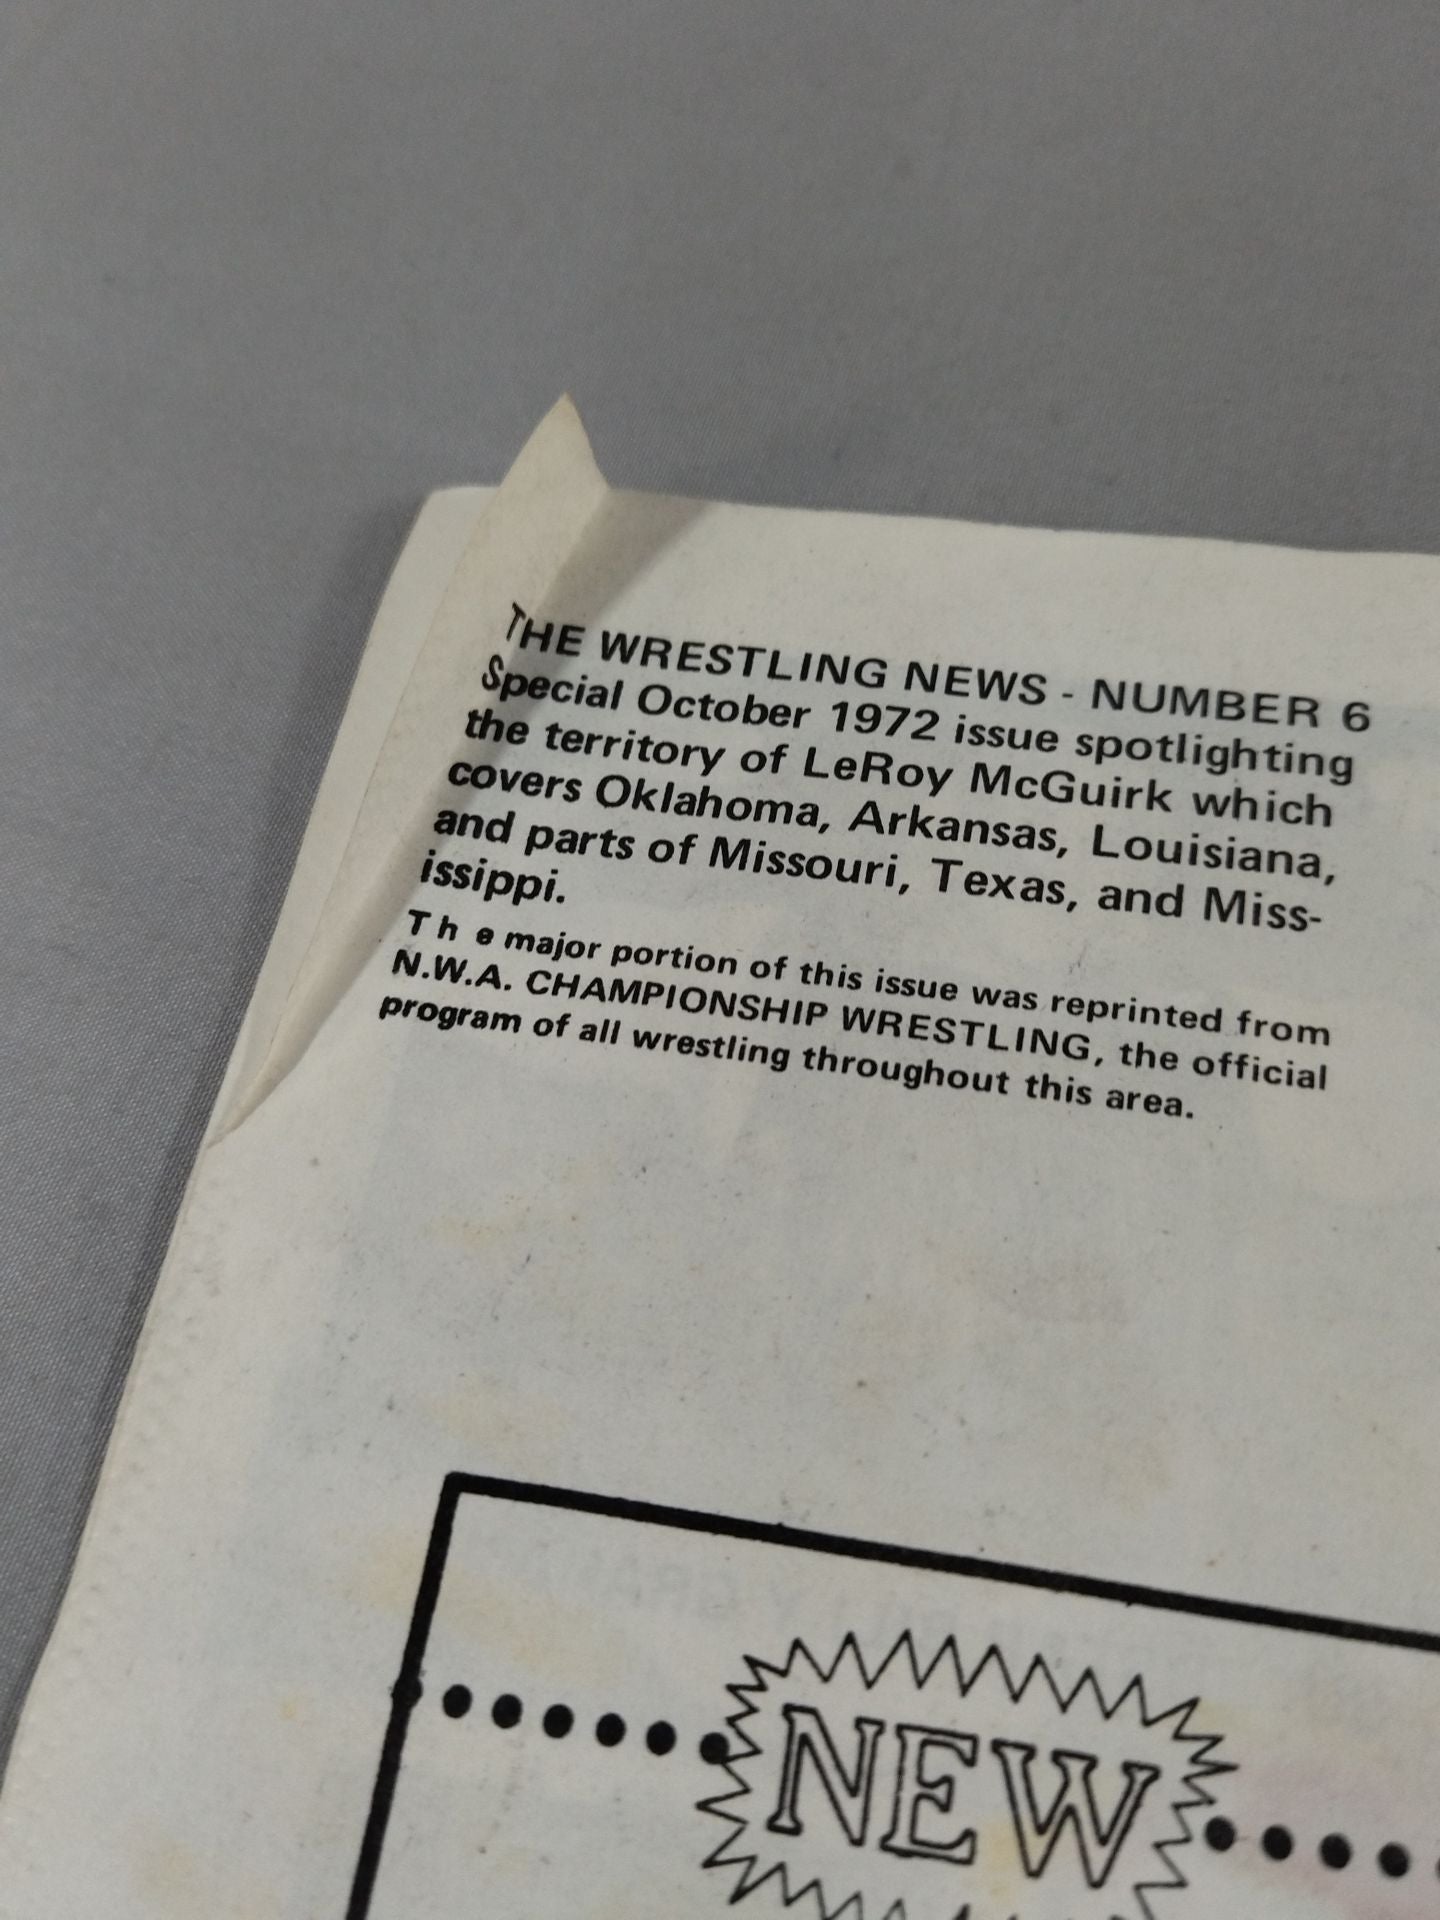 THE WRESTLING NEWS - NUMBER 6
Special October 1972 issue spotlighting
the territory of LeRoy McGuirk which
covers Oklahoma, Arkansas, Louisiana,
and parts of Missouri, Texas, and Miss-
issippi.
The major portion of this issue was reprinted from
N.W.A. CHAMPIONSHIP WRESTLING, the official
program of all wrestling throughout this area.
NEW